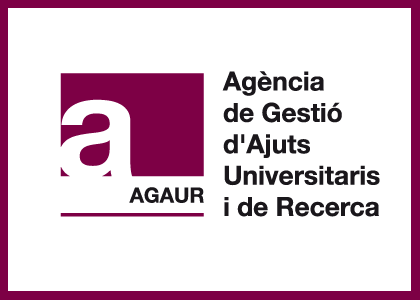 a
AGAUR
Agència
de Gestió
d'Ajuts
Universitaris
i de Recerca